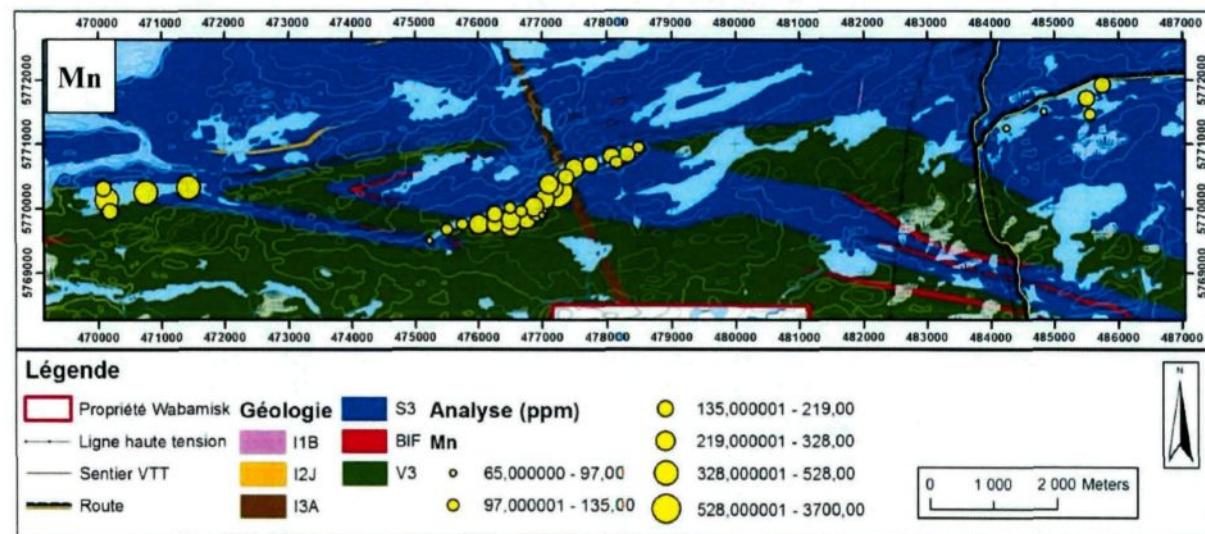 470000 471000 472000 473000 474000 475000 476000 477000 478000 479000 480000 481000 482000 483000 484000 485000 486000 487000
Mn
5772000 5772000
5771000 5771000
5770000 5770000
5769000 5769000
470000 471000 472000 473000 474000 475000 476000 477000 478000 479000 480000 481000 482000 483000 484000 485000 486000 487000
Légende
Propriété Wabamisk
Ligne haute tension
Sentier VTT
Route
Géologie
I1B
I2J
I3A
S3
BIF
V3
Analyse (ppm)
Mn
65,000000 - 97,00
97,000001 - 135,00
135,000001 - 219,00
219,000001 - 328,00
328,000001 - 528,00
528,000001 - 3700,00
N
0 1 000 2 000 Meters